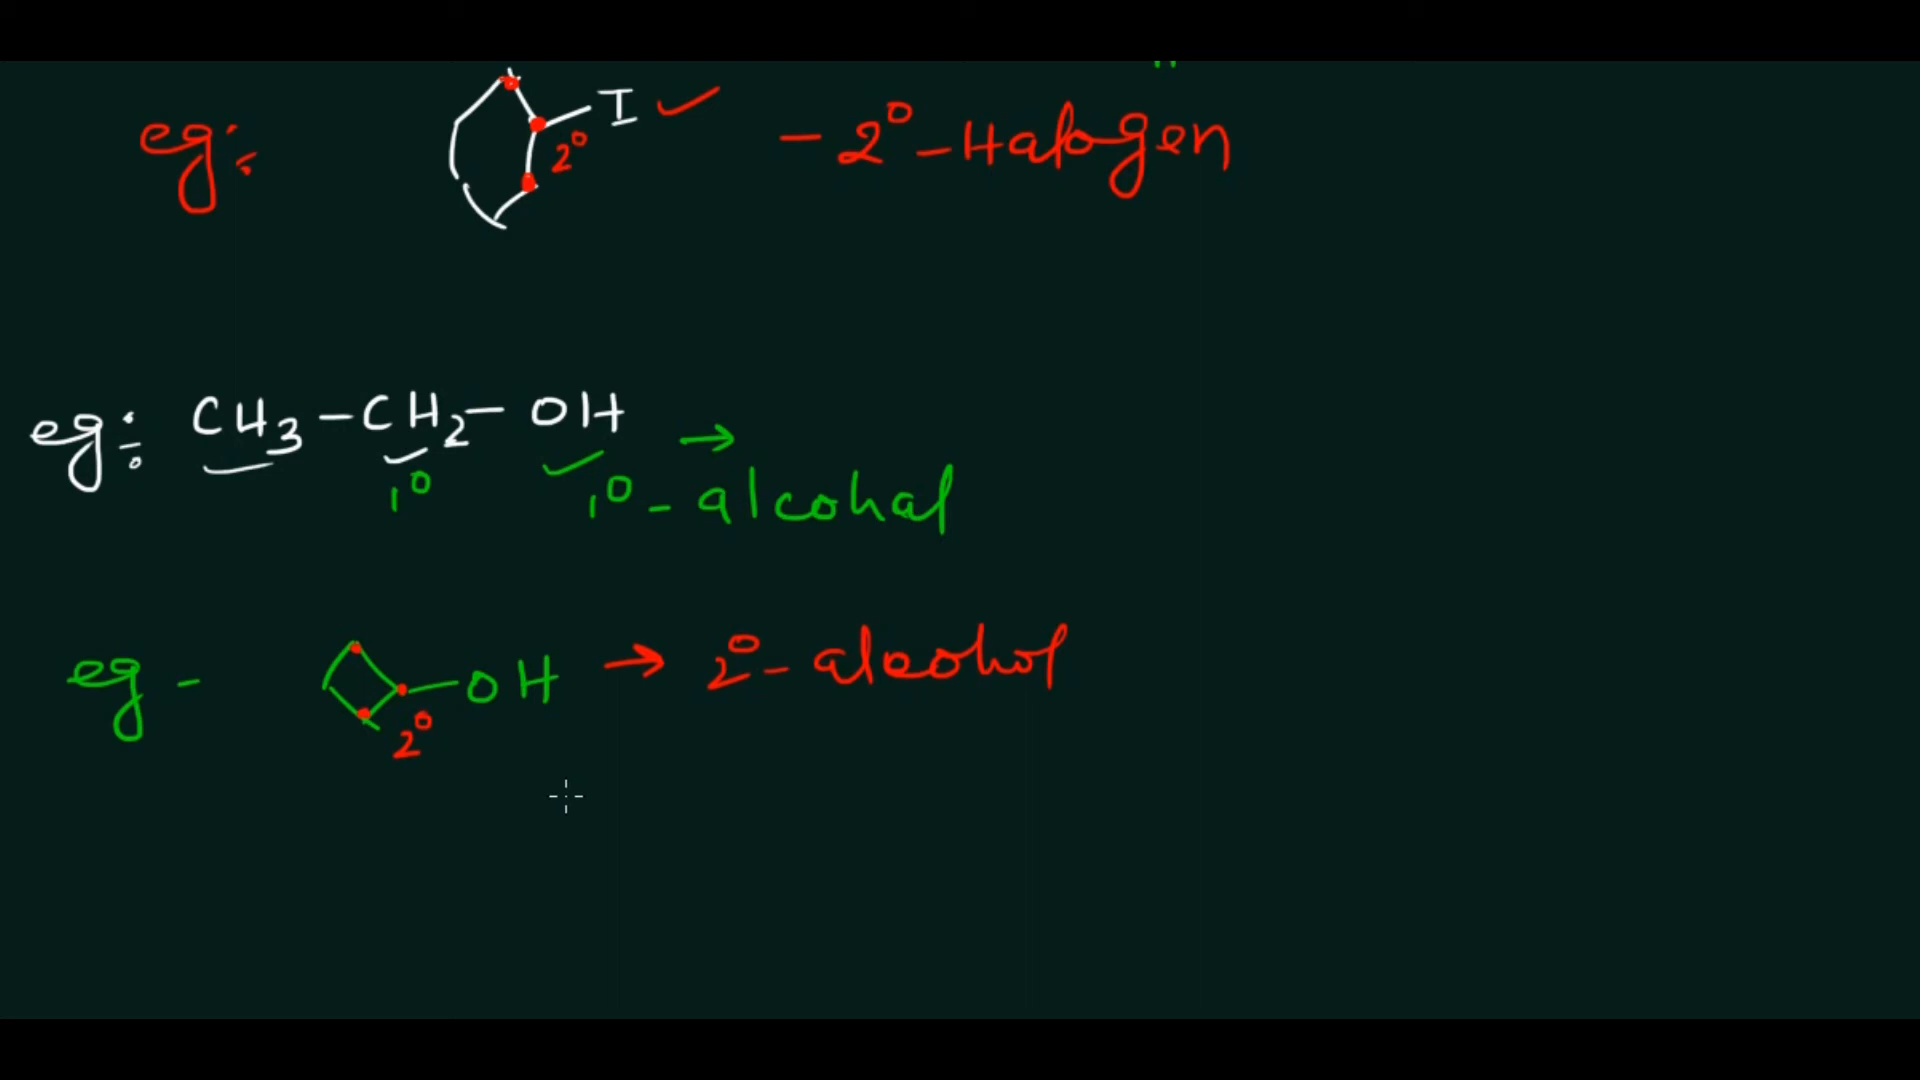 eg:- I 2° - 2° - Halogen
eg:- CH3 - CH2 - OH →
1° 1° - alcohal
eg - OH → 2° - alcohol
2°